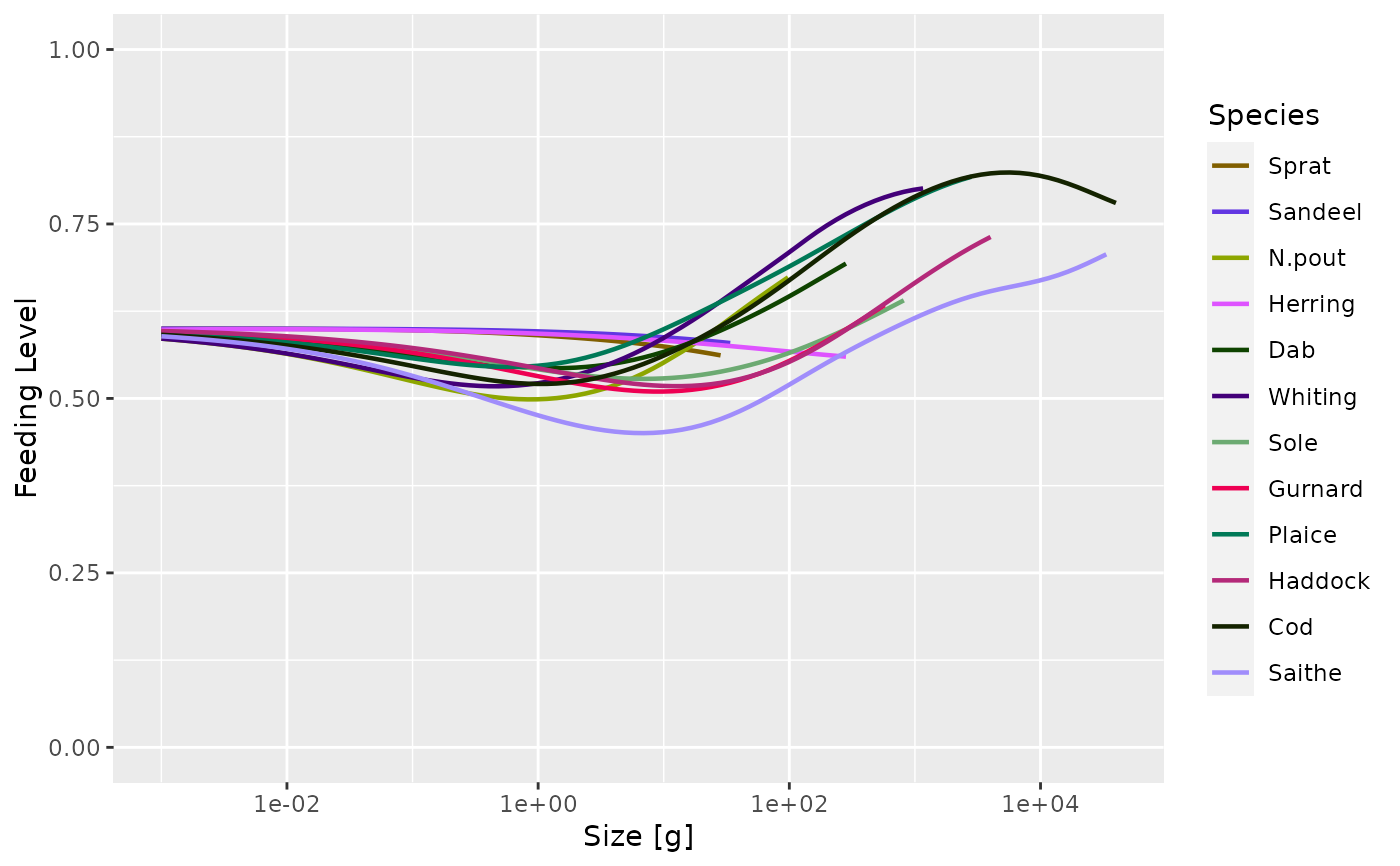 1.00
0.75
0.50
0.25
0.00
Feeding Level
1e-02
1e+00
1e+02
1e+04
Size [g]
Species
Sprat
Sandeel
N.pout
Herring
Dab
Whiting
Sole
Gurnard
Plaice
Haddock
Cod
Saithe